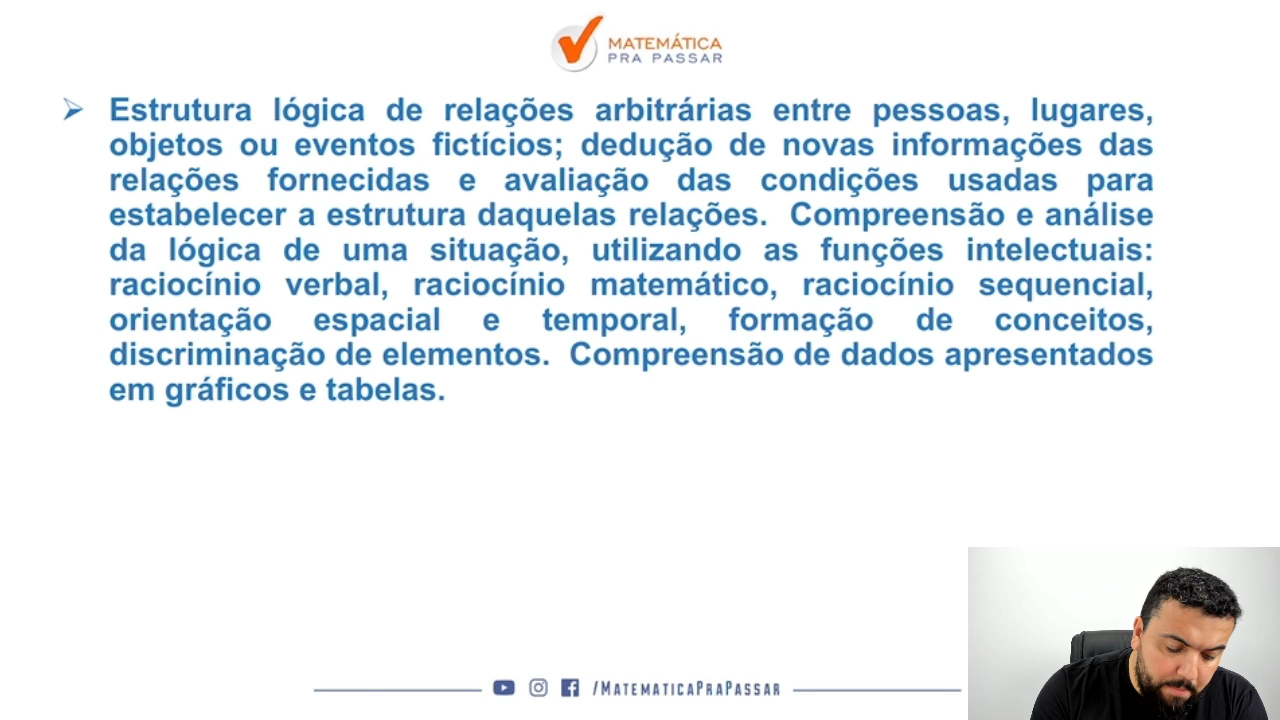 MATEMÁTICA
PRA PASSAR
Estrutura lógica de relações arbitrárias entre pessoas, lugares,
objetos ou eventos fictícios; dedução de novas informações das
relações fornecidas e avaliação das condições usadas para
estabelecer a estrutura daquelas relações. Compreensão e análise
da lógica de uma situação, utilizando as funções intelectuais:
raciocínio verbal, raciocínio matemático, raciocínio sequencial,
orientação espacial e temporal, formação de conceitos,
discriminação de elementos. Compreensão de dados apresentados
em gráficos e tabelas.
/MATEMATICAPRAPASSAR